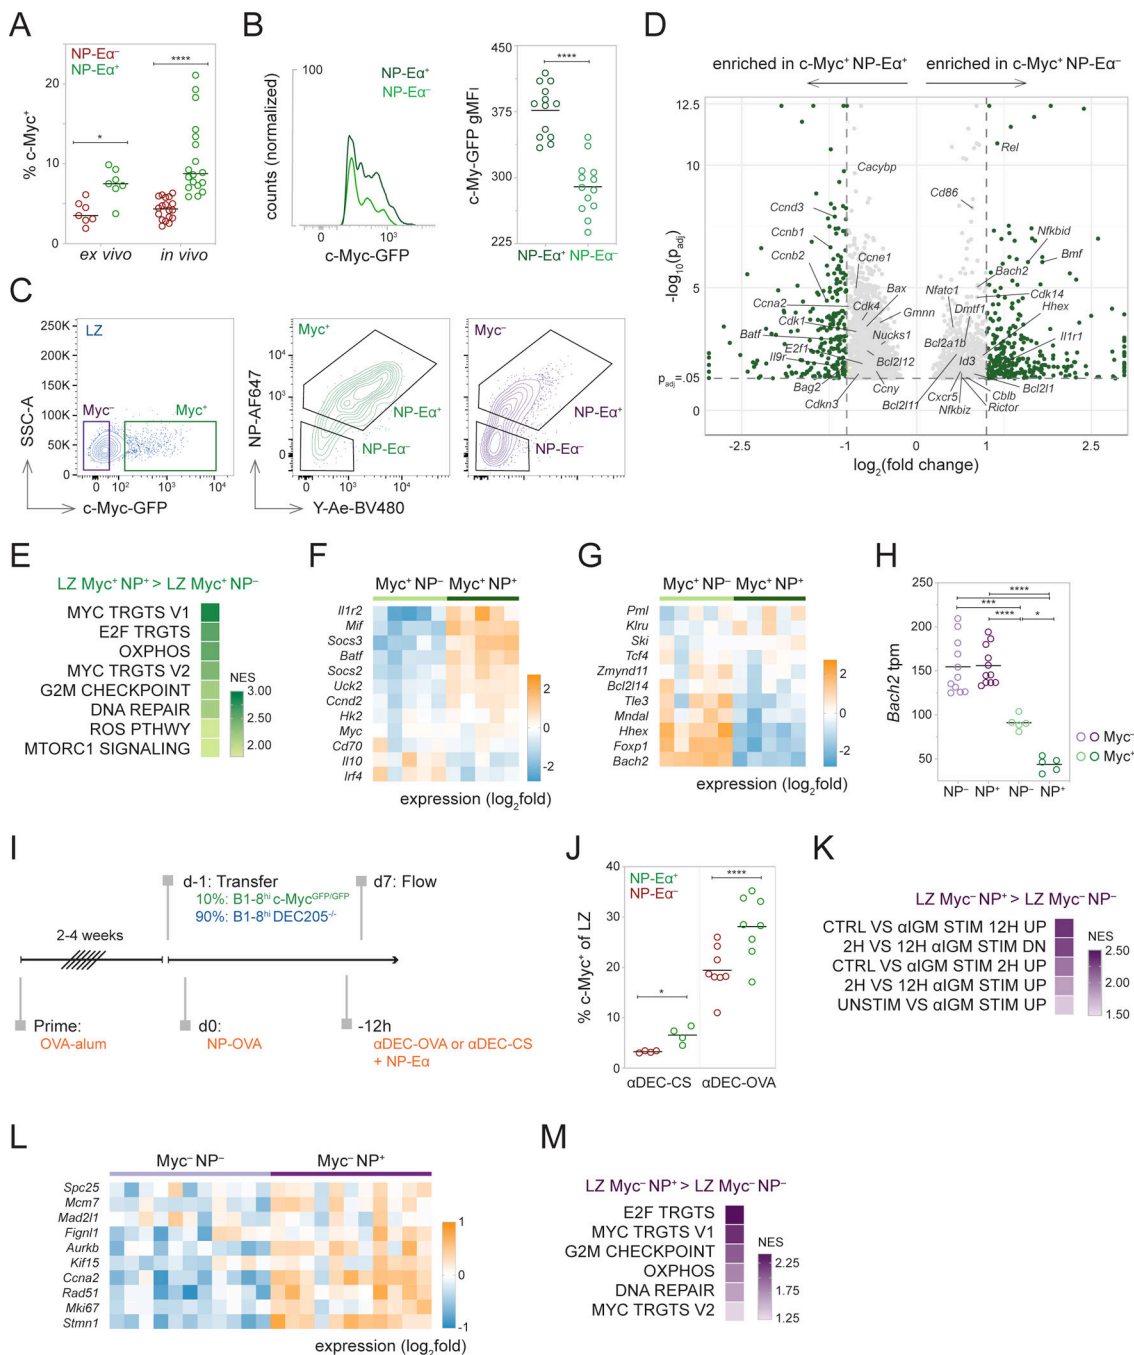 A
NP-Eα⁻
NP-Eα⁺
****
*
% c-Myc⁺
20
10
0
ex vivo
in vivo
B
100
NP-Eα⁺
NP-Eα⁻
counts (normalized)
0
10³
c-Myc-GFP
450
375
300
225
****
c-My-GFP gMFI
NP-Eα⁺ NP-Eα⁻
C
SSC-A
250K
200K
150K
100K
50K
0
LZ
Myc⁻
Myc⁺
0 10² 10³ 10⁴
c-Myc-GFP
NP-AF647
10⁴
10³
0
Myc⁺
NP-Eα⁺
NP-Eα⁻
0 10³ 10⁴
Y-Ae-BV480
Myc⁻
NP-Eα⁺
NP-Eα⁻
0 10³ 10⁴
D
enriched in c-Myc⁺ NP-Eα⁺
enriched in c-Myc⁺ NP-Eα⁻
12.5
10
7.5
5
2.5
p adj=.05
0
-log₁₀(p adj)
Rel
Cacybp
Cd86
Ccnd3
Ccnb1
Nfkbid
Ccnb2
Ccne1
Bmf
Bach2
Ccna2
Bax
Nfatc1
Cdk14
Cdk4
Gmnn
Dmtf1
Hhex
Cdk1
Batf
Nucks1
Bcl2a1b
Il1r1
E2f1
Il9r
Bcl2l12
Id3
Bag2
Ccny
Bcl2l1
Cdkn3
Bcl2l11
Cxcr5
Cblb
Nfkbiz
Rictor
-2.5 -1 0 1 2.5
log₂(fold change)
E
LZ Myc⁺ NP⁺ > LZ Myc⁺ NP⁻
MYC TRGTS V1
E2F TRGTS
OXPHOS
MYC TRGTS V2
G2M CHECKPOINT
DNA REPAIR
ROS PTHWY
MTORC1 SIGNALING
NES
3.00
2.50
2.00
F
Myc⁺ NP⁻ Myc⁺ NP⁺
Il1r2
Mif
Socs3
Batf
Socs2
Uck2
Ccnd2
Hk2
Myc
Cd70
Il10
Irf4
2
0
-2
expression (log₂fold)
G
Myc⁺ NP⁻ Myc⁺ NP⁺
Pml
Klru
Ski
Tcf4
Zmynd11
Bcl2l14
Tle3
Mndal
Hhex
Foxp1
Bach2
2
0
-2
expression (log₂fold)
H
****
***
**** *
250
200
150
100
50
Bach2 tpm
Myc⁻
Myc⁺
NP⁻ NP⁺ NP⁻ NP⁺
I
d-1: Transfer
10%: B1-8ʰⁱ c-Myc GFP/GFP
90%: B1-8ʰⁱ DEC205⁻/⁻
d7: Flow
2-4 weeks
Prime:
OVA-alum
d0:
NP-OVA
-12h
αDEC-OVA or αDEC-CS
+ NP-Eα
J
NP-Eα⁺
NP-Eα⁻
****
*
40
30
20
10
0
% c-Myc⁺ of LZ
αDEC-CS αDEC-OVA
K
LZ Myc⁻ NP⁺ > LZ Myc⁻ NP⁻
CTRL VS αIGM STIM 12H UP
2H VS 12H αIGM STIM DN
CTRL VS αIGM STIM 2H UP
2H VS 12H αIGM STIM UP
UNSTIM VS αIGM STIM UP
NES
2.50
2.00
1.50
L
Myc⁻ NP⁻
Myc⁻ NP⁺
Spc25
Mcm7
Mad2l1
Fignl1
Aurkb
Kif15
Ccna2
Rad51
Mki67
Stmn1
1
0
-1
expression (log₂fold)
M
LZ Myc⁻ NP⁺ > LZ Myc⁻ NP⁻
E2F TRGTS
MYC TRGTS V1
G2M CHECKPOINT
OXPHOS
DNA REPAIR
MYC TRGTS V2
NES
2.25
1.75
1.25